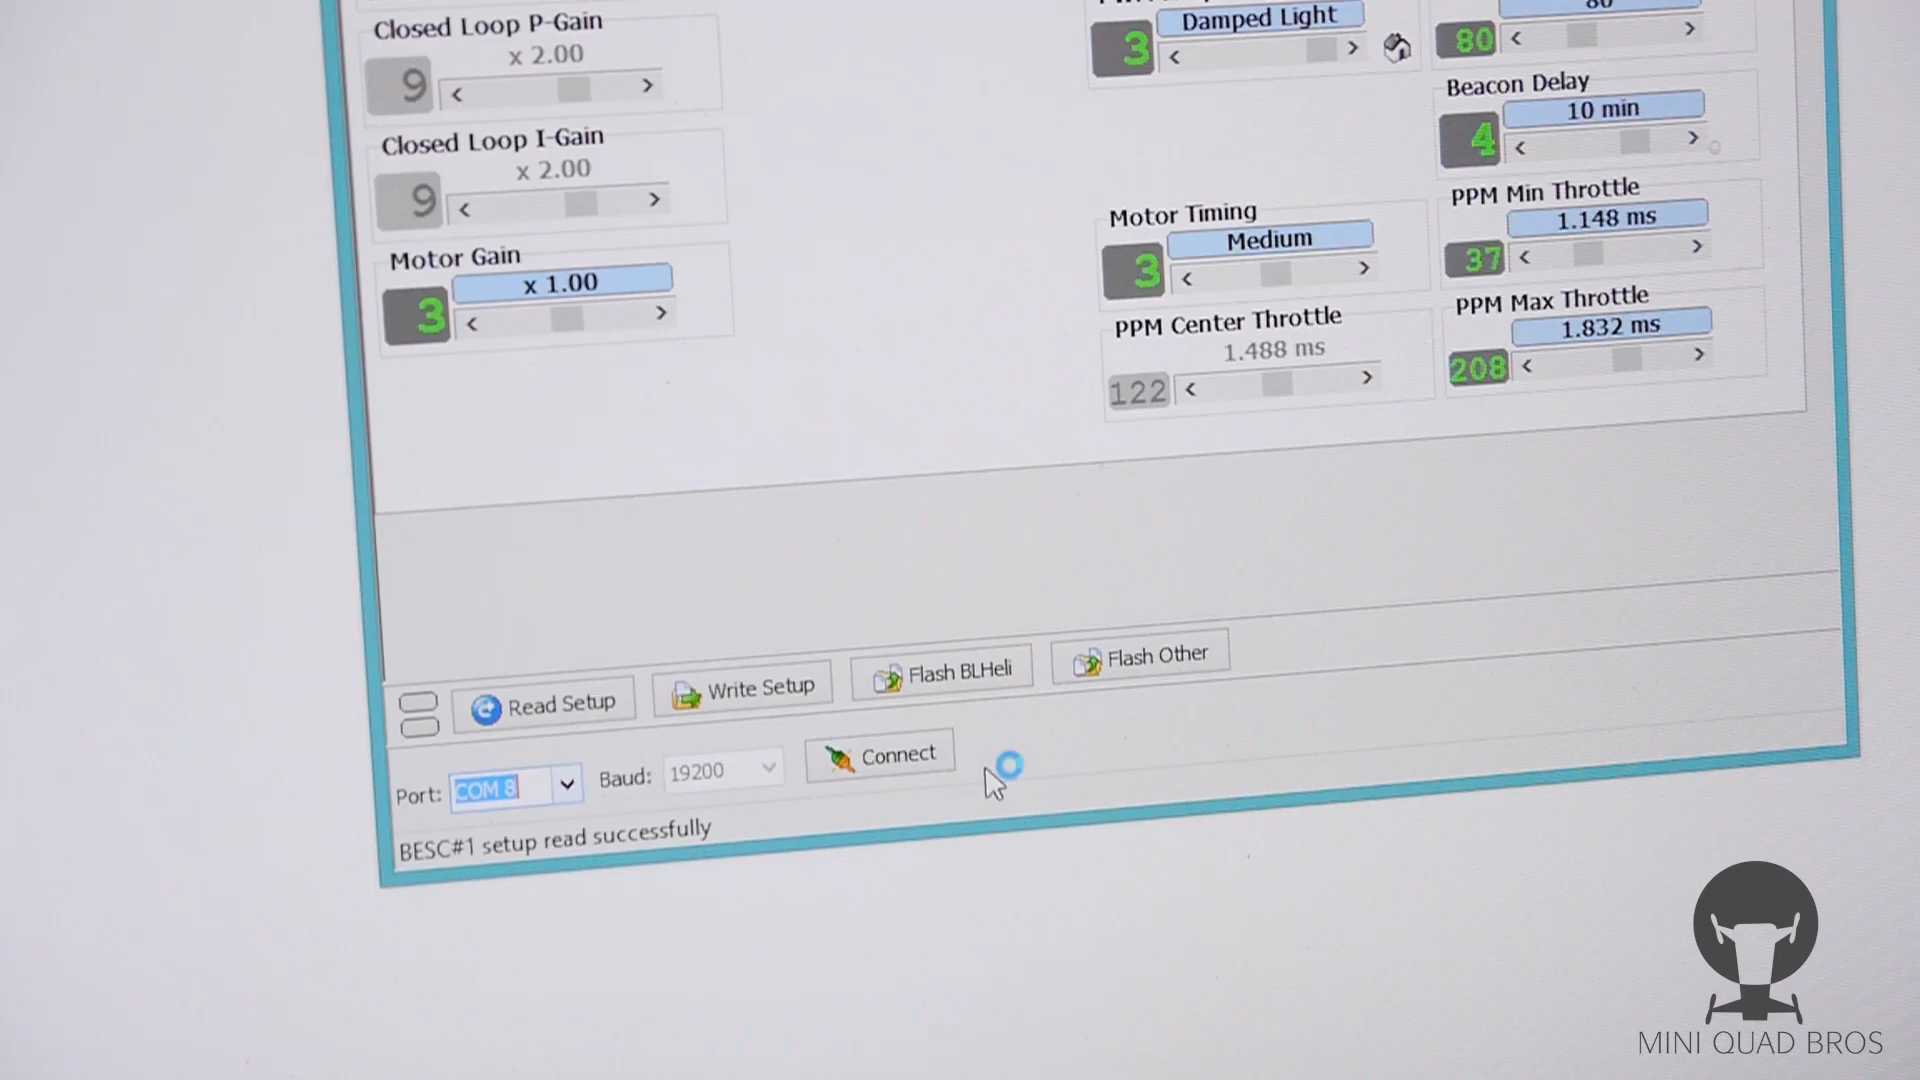 Closed Loop P-Gain
x 2.00
9
Closed Loop I-Gain
x 2.00
9
Motor Gain
x 1.00
3
Damped Light
3
80
80
Beacon Delay
10 min
4
Motor Timing
Medium
3
PPM Min Throttle
1.148 ms
37
PPM Center Throttle
1.488 ms
122
PPM Max Throttle
1.832 ms
208
Read Setup
Write Setup
Flash BLHeli
Flash Other
Port: COM 8
Baud: 19200
Connect
BESC#1 setup read successfully
MINI QUAD BROS